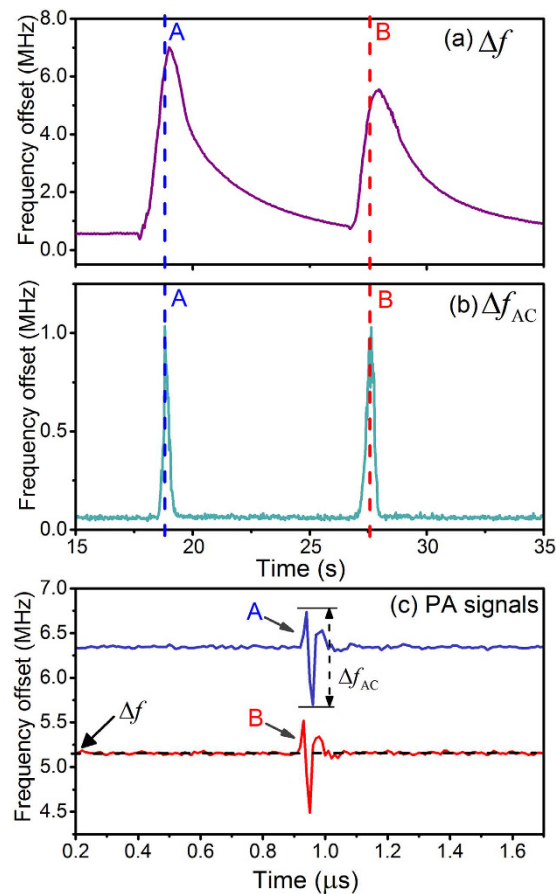 8.0
A
B
(a) Δf
6.0
4.0
2.0
0.0
Frequency offset (MHz)
A
B
(b) Δf_AC
1.0
0.5
0.0
Frequency offset (MHz)
15 20 25 30 35
Time (s)
7.0
(c) PA signals
A
6.5
6.0
Δf_AC
5.5
Δf
B
5.0
4.5
Frequency offset (MHz)
0.2 0.4 0.6 0.8 1.0 1.2 1.4 1.6
Time (μs)